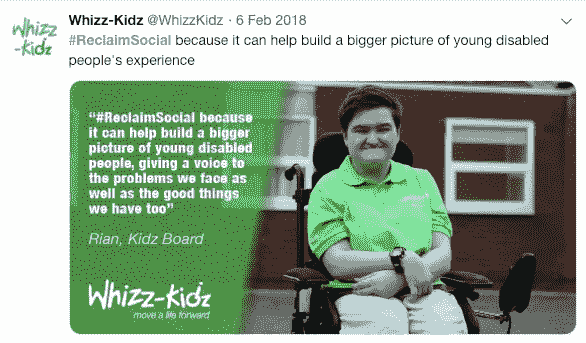 Whizz-Kidz @WhizzKidz · 6 Feb 2018
Whizz
-Kidz
#ReclaimSocial because it can help build a bigger picture of young disabled
people's experience
"#ReclaimSocial because
it can help build a bigger
picture of young disabled
people, giving a voice to
the problems we face as
well as the good things
we have too"
Rian, Kidz Board
Whizz-Kidz
move a life forward